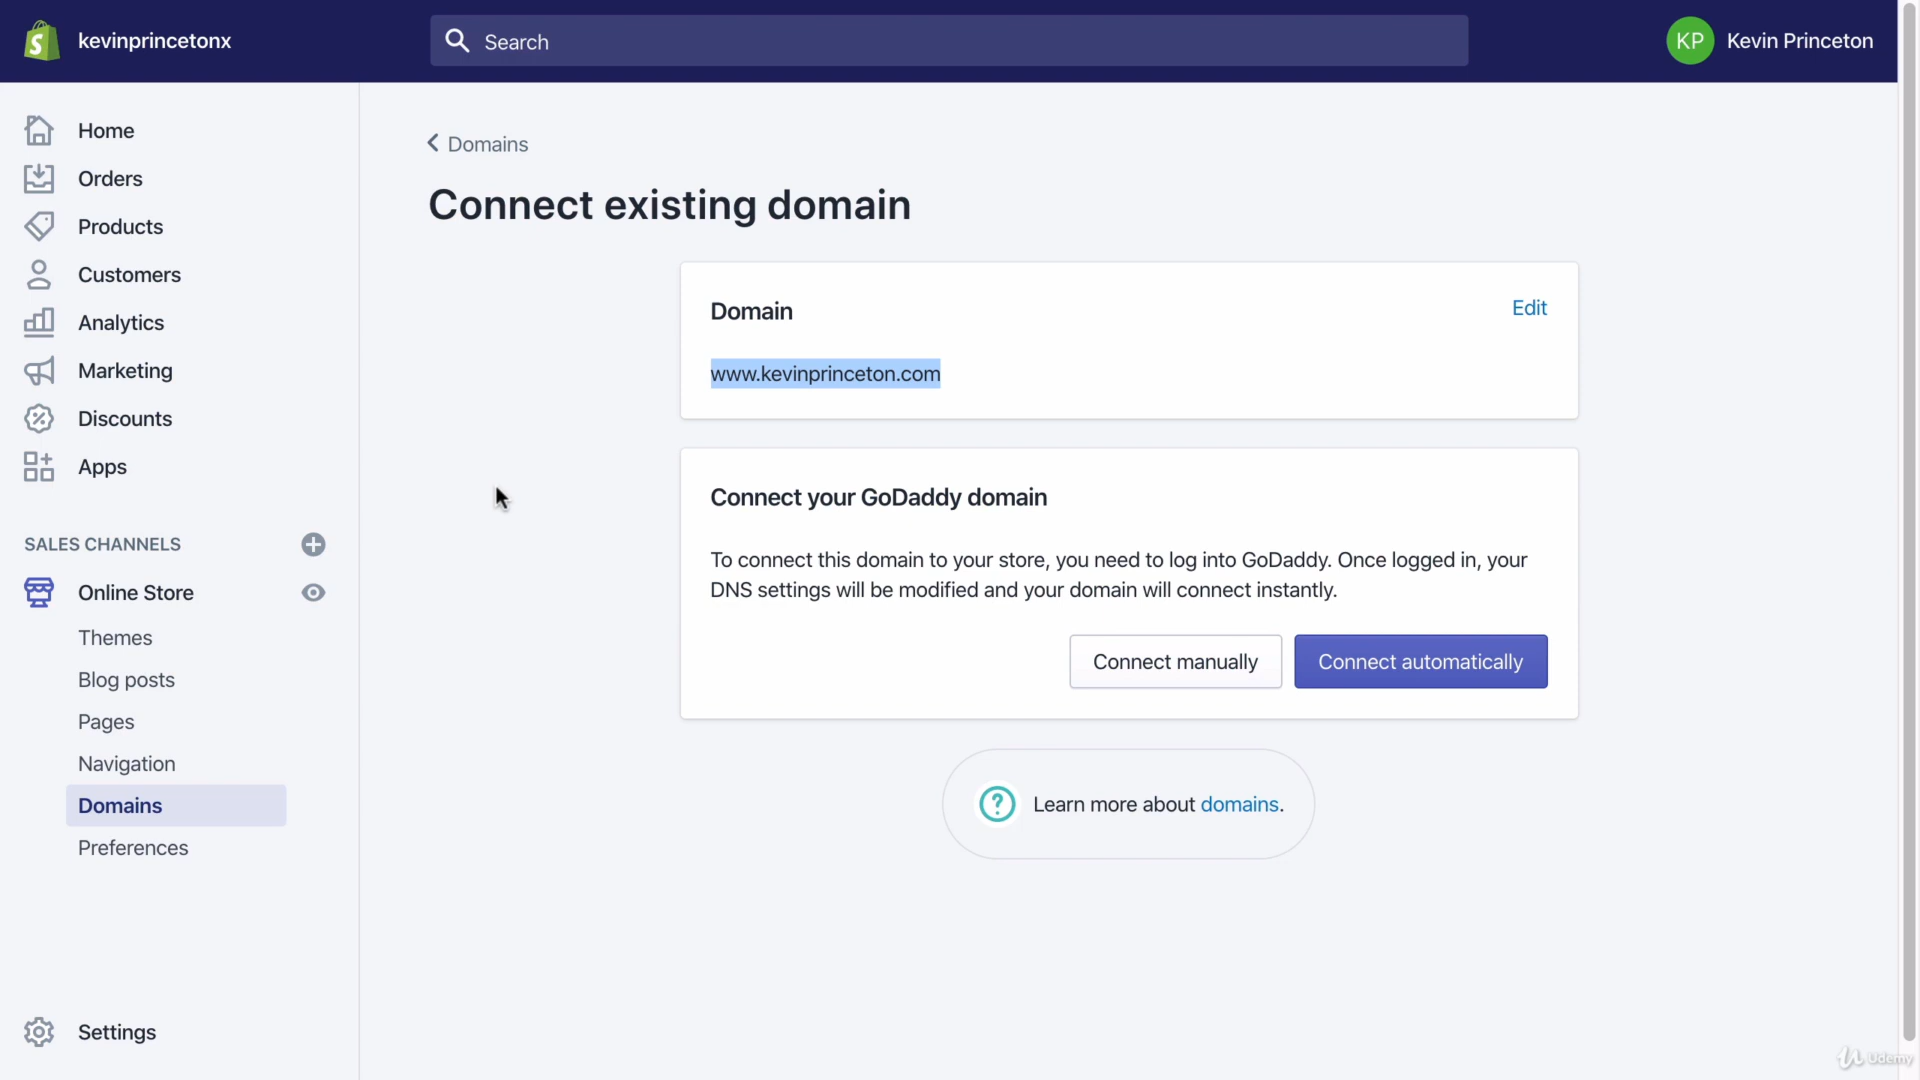 kevinprincetonx
Search
KP
Kevin Princeton
Home
Orders
Products
Customers
Analytics
Marketing
Discounts
Apps
SALES CHANNELS
Online Store
Themes
Blog posts
Pages
Navigation
Domains
Preferences
Settings
Domains
Connect existing domain
Domain
Edit
www.kevinprinceton.com
Connect your GoDaddy domain
To connect this domain to your store, you need to log into GoDaddy. Once logged in, your
DNS settings will be modified and your domain will connect instantly.
Connect manually
Connect automatically
Learn more about domains.
Udemy